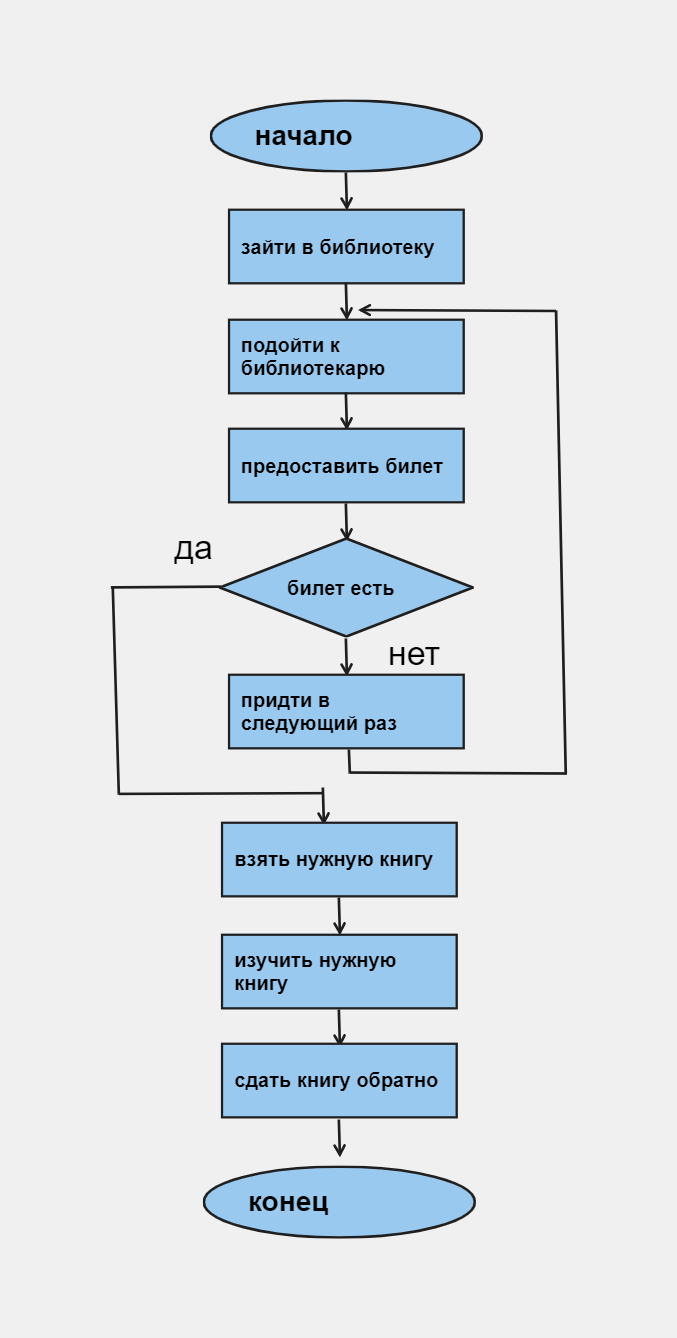 начало
зайти в библиотеку
подойти к
библиотекарю
предоставить билет
да
билет есть
нет
придти в
следующий раз
взять нужную книгу
изучить нужную
книгу
сдать книгу обратно
конец